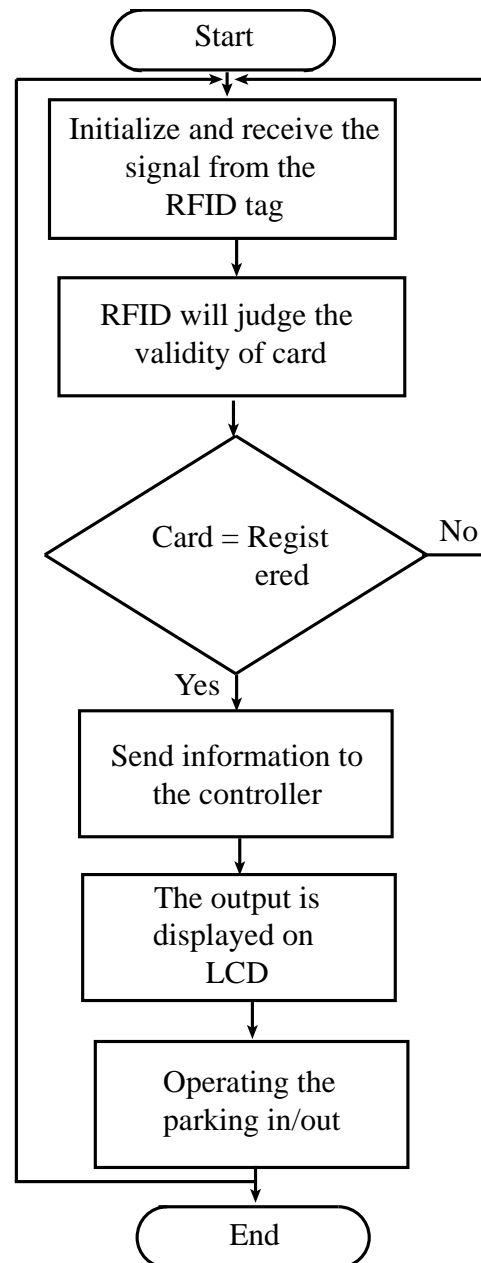 Start
Initialize and receive the
signal from the
RFID tag
RFID will judge the
validity of card
Card = Regist
ered
No
Yes
Send information to
the controller
The output is
displayed on
LCD
Operating the
parking in/out
End